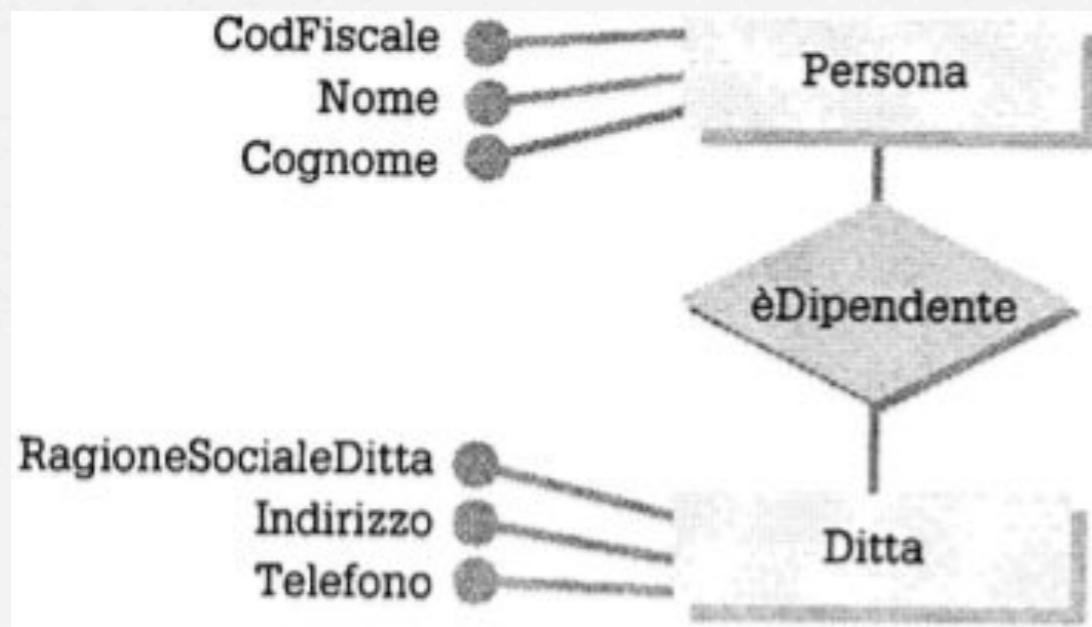 CodFiscale
Nome
Cognome
Persona
èDipendente
RagioneSocialeDitta
Indirizzo
Telefono
Ditta